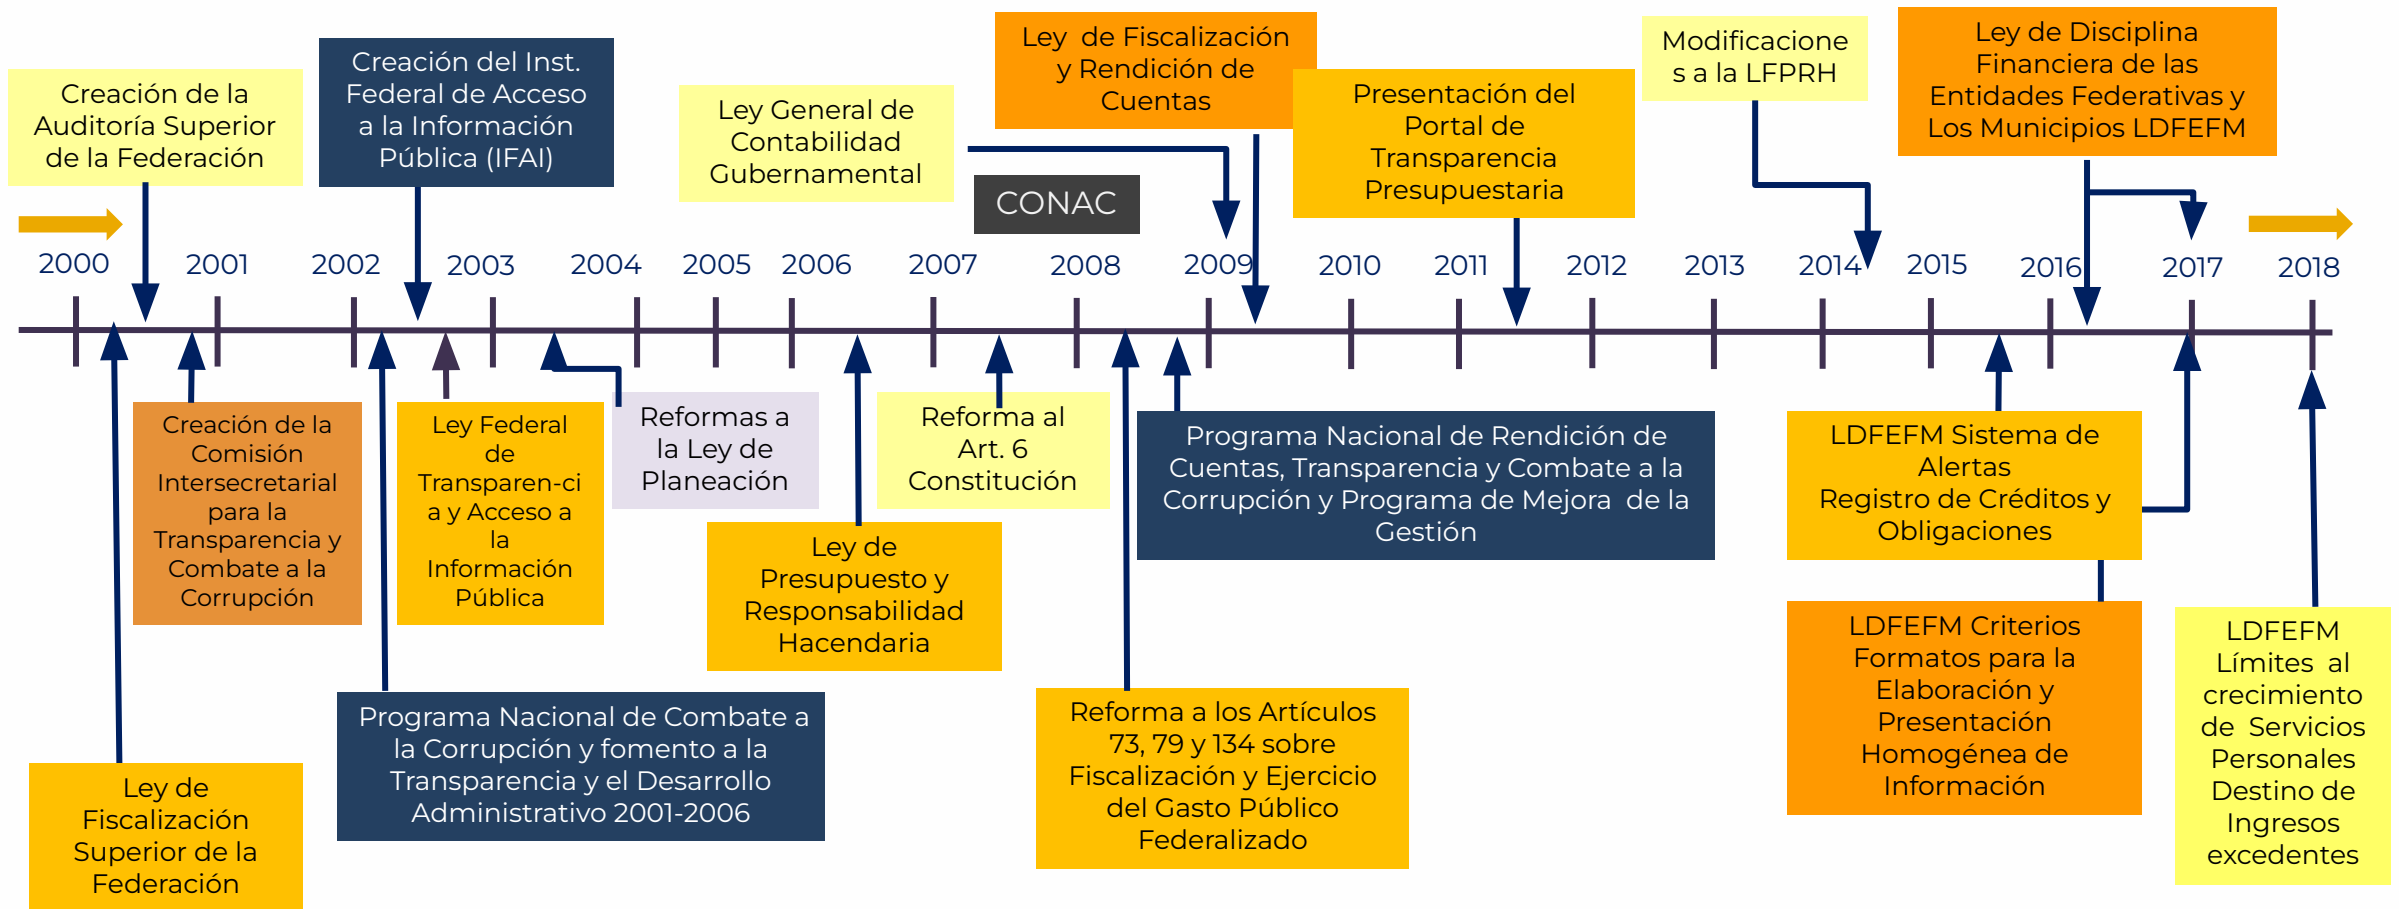 Creación de la
Auditoría Superior
de la Federación
Creación del Inst.
Federal de Acceso
a la Información
Pública (IFAI)
Ley General de
Contabilidad
Gubernamental
CONAC
Ley de Fiscalización
y Rendición de
Cuentas
Presentación del
Portal de
Transparencia
Presupuestaria
Modificacione
s a la LFPRH
Ley de Disciplina
Financiera de las
Entidades Federativas y
Los Municipios LDFEFM
2000 2001 2002 2003 2004 2005 2006 2007 2008 2009 2010 2011 2012 2013 2014 2015 2016 2017 2018
Creación de la
Comisión
Intersecretarial
para la
Transparencia y
Combate a la
Corrupción
Ley Federal
de
Transparen-ci
a y Acceso a
la
Información
Pública
Reformas a
la Ley de
Planeación
Reforma al
Art. 6
Constitución
Programa Nacional de Rendición de
Cuentas, Transparencia y Combate a la
Corrupción y Programa de Mejora de la
Gestión
LDFEFM Sistema de
Alertas
Registro de Créditos y
Obligaciones
Ley de
Presupuesto y
Responsabilidad
Hacendaria
LDFEFM Criterios
Formatos para la
Elaboración y
Presentación
Homogénea de
Información
LDFEFM
Límites al
crecimiento
de Servicios
Personales
Destino de
Ingresos
excedentes
Programa Nacional de Combate a
la Corrupción y fomento a la
Transparencia y el Desarrollo
Administrativo 2001-2006
Reforma a los Artículos
73, 79 y 134 sobre
Fiscalización y Ejercicio
del Gasto Público
Federalizado
Ley de
Fiscalización
Superior de la
Federación